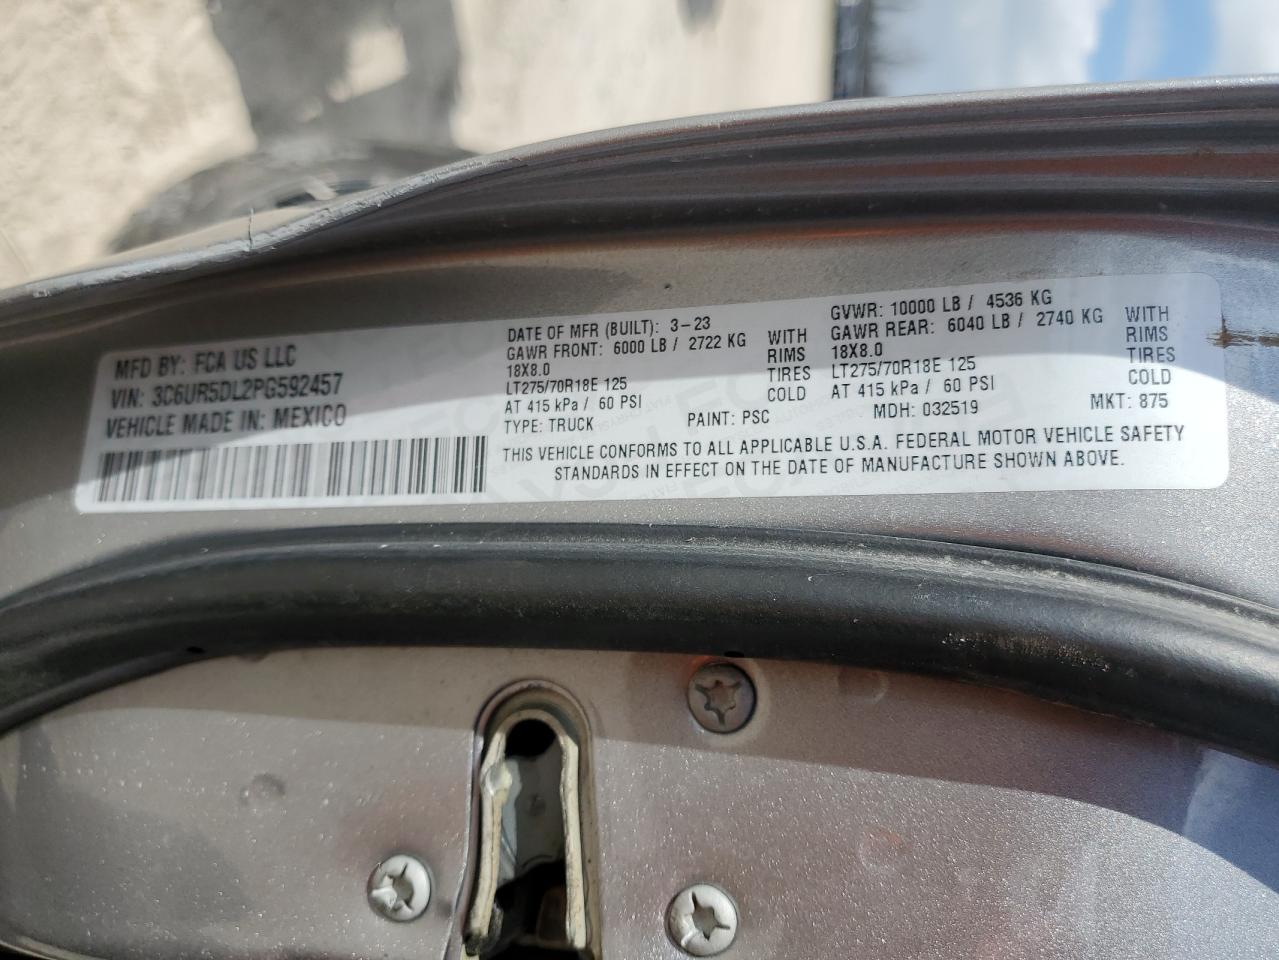 MFD BY: FCA US LLC
VIN: 3C6UR5DL2PG592457
VEHICLE MADE IN: MEXICO
DATE OF MFR (BUILT): 3-23
GAWR FRONT: 6000 LB / 2722 KG WITH
18X8.0 RIMS
LT275/70R18E 125 TIRES
AT 415 kPa / 60 PSI COLD
TYPE: TRUCK PAINT: PSC
GVWR: 10000 LB / 4536 KG
GAWR REAR: 6040 LB / 2740 KG WITH
18X8.0 RIMS
LT275/70R18E 125 TIRES
AT 415 kPa / 60 PSI COLD
MDH: 032519 MKT: 875
THIS VEHICLE CONFORMS TO ALL APPLICABLE U.S.A. FEDERAL MOTOR VEHICLE SAFETY
STANDARDS IN EFFECT ON THE DATE OF MANUFACTURE SHOWN ABOVE.